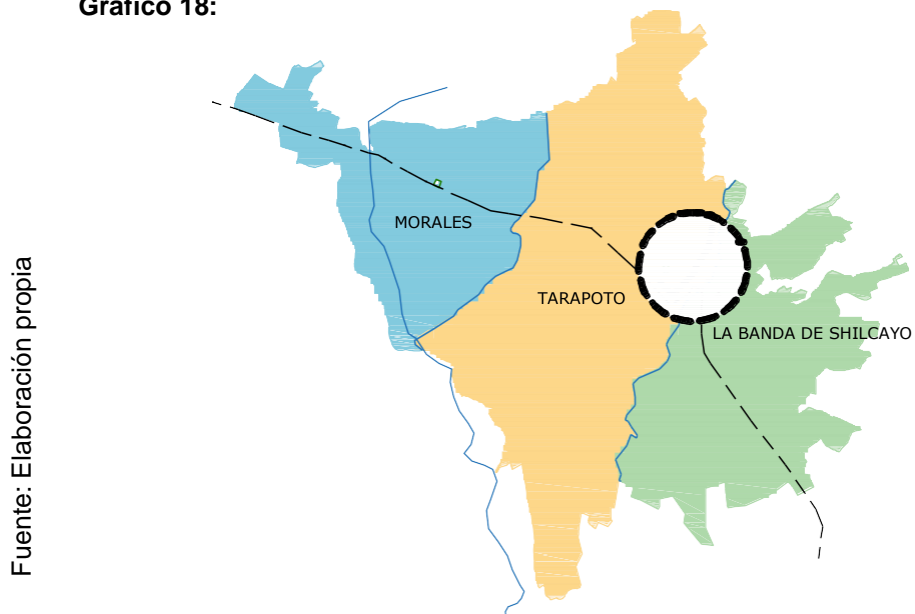 Gráfico 18:
MORALES
TARAPOTO
LA BANDA DE SHILCAYO
Fuente: Elaboración propia